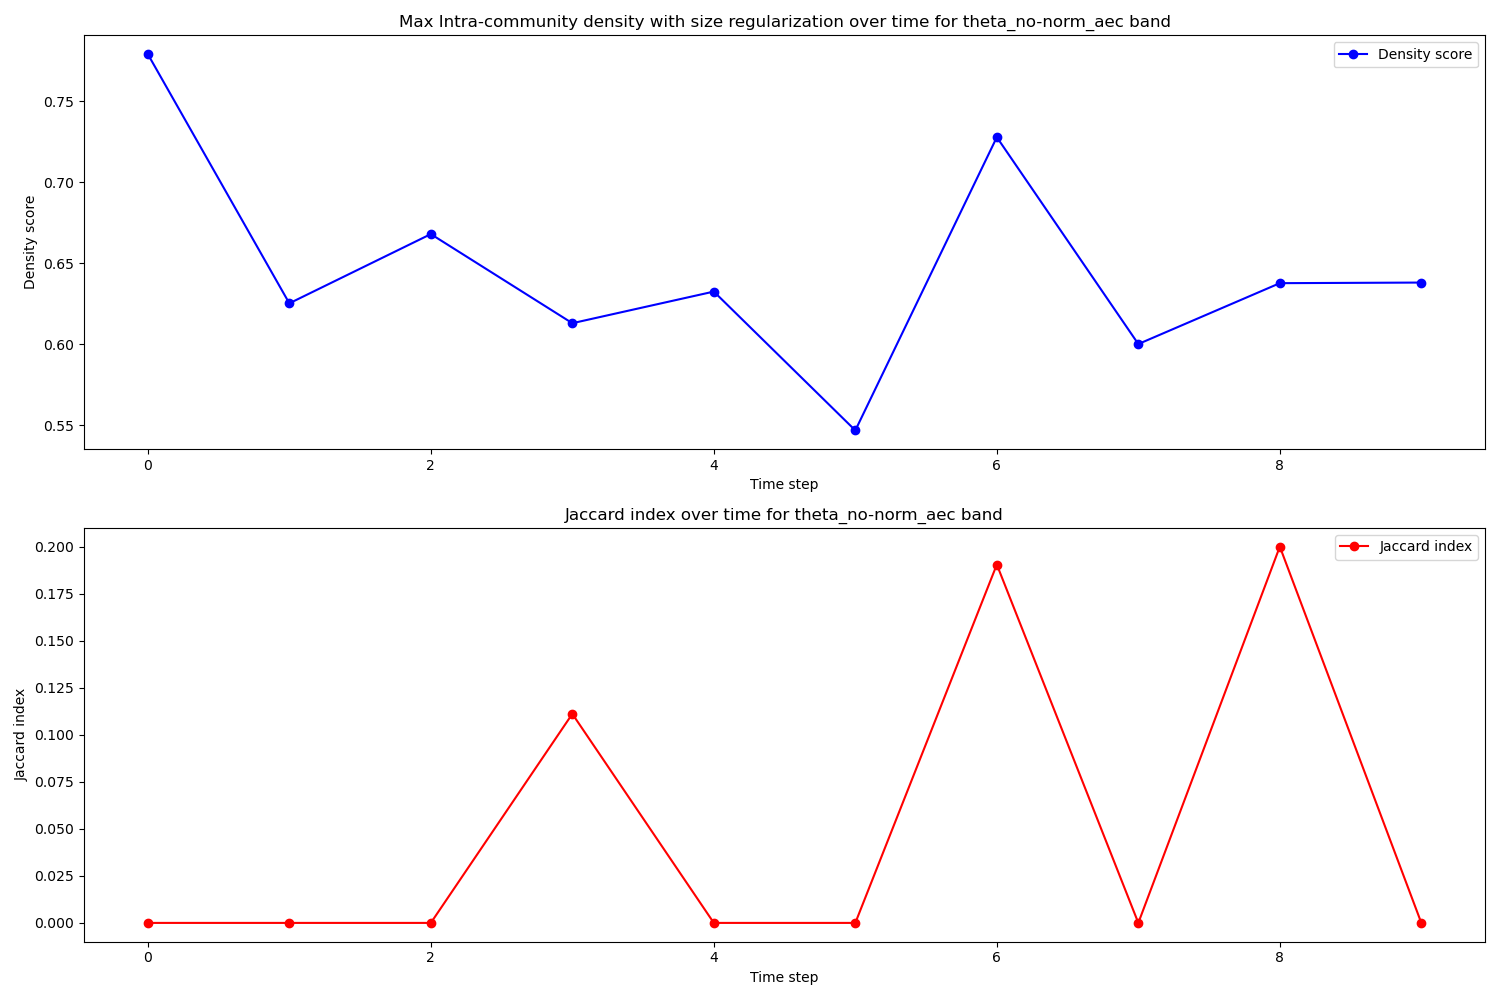 Max Intra-community density with size regularization over time for theta_no-norm_aec band
Density score
0.75
0.70
0.65
0.60
0.55
Density score
0 2 4 6 8
Time step
Jaccard index over time for theta_no-norm_aec band
Jaccard index
0.200
0.175
0.150
0.125
0.100
0.075
0.050
0.025
0.000
Jaccard index
0 2 4 6 8
Time step